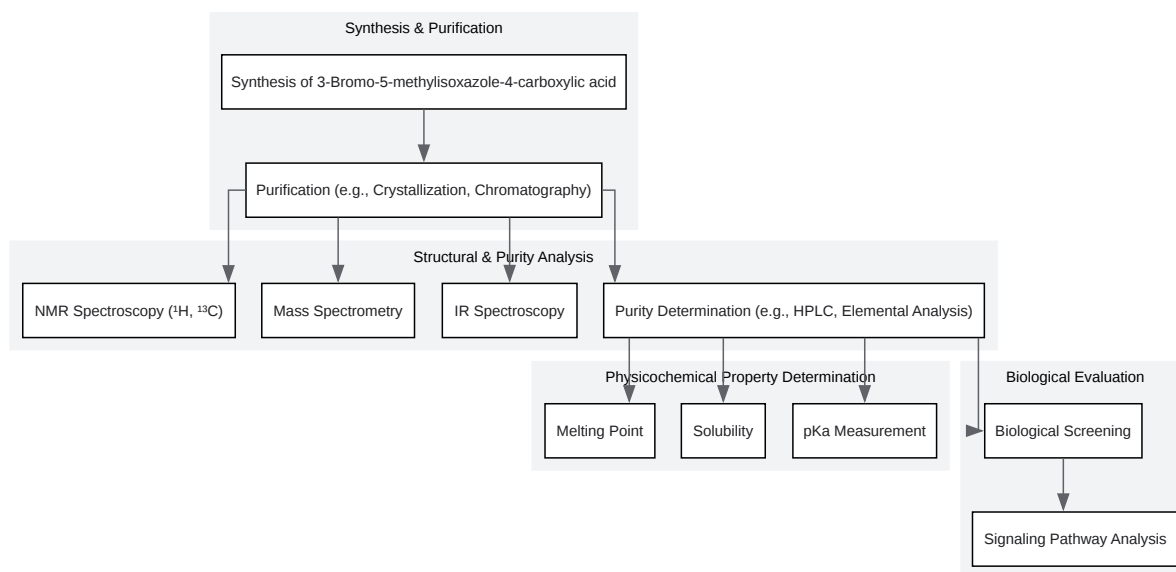 Synthesis & Purification
Synthesis of 3-Bromo-5-methylisoxazole-4-carboxylic acid
Purification (e.g., Crystallization, Chromatography)
Structural & Purity Analysis
NMR Spectroscopy (¹H, ¹³C)
Mass Spectrometry
IR Spectroscopy
Purity Determination (e.g., HPLC, Elemental Analysis)
Physicochemical Property Determination
Biological Evaluation
Melting Point
Solubility
pKa Measurement
Biological Screening
Signaling Pathway Analysis